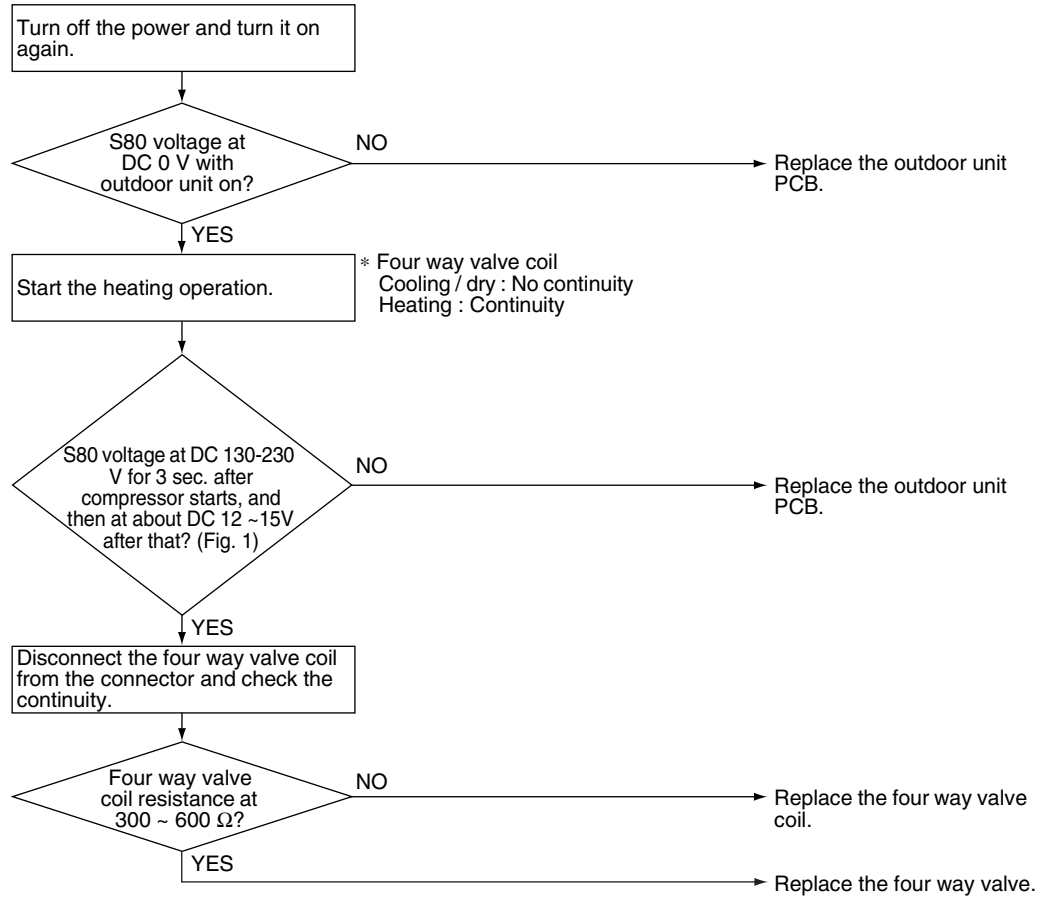 Turn off the power and turn it on
again.
S80 voltage at
DC 0 V with
outdoor unit on?
NO
Replace the outdoor unit
PCB.
YES
Start the heating operation.
* Four way valve coil
Cooling / dry : No continuity
Heating : Continuity
S80 voltage at DC 130-230
V for 3 sec. after
compressor starts, and
then at about DC 12 ~15V
after that? (Fig. 1)
NO
Replace the outdoor unit
PCB.
YES
Disconnect the four way valve coil
from the connector and check the
continuity.
Four way valve
coil resistance at
300 ~ 600 Ω?
NO
Replace the four way valve
coil.
YES
Replace the four way valve.